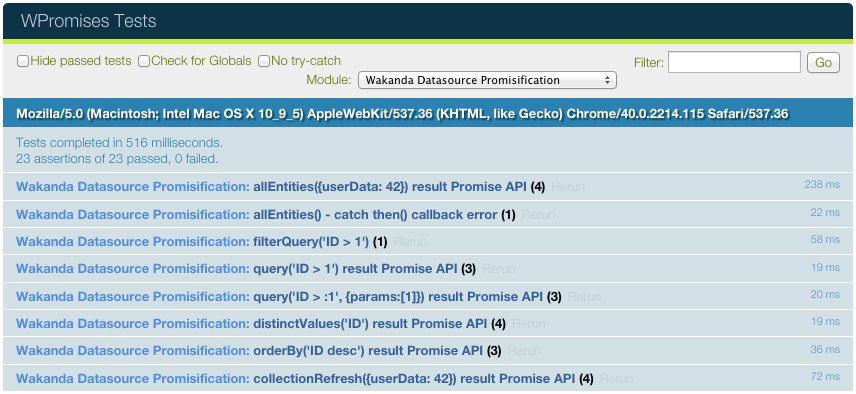 WPromises Tests
Hide passed tests Check for Globals No try-catch Filter: Go
Module: Wakanda Datasource Promisification
Mozilla/5.0 (Macintosh; Intel Mac OS X 10_9_5) AppleWebKit/537.36 (KHTML, like Gecko) Chrome/40.0.2214.115 Safari/537.36
Tests completed in 516 milliseconds.
23 assertions of 23 passed, 0 failed.
Wakanda Datasource Promisification: allEntities({userData: 42}) result Promise API (4) Rerun 238 ms
Wakanda Datasource Promisification: allEntities() - catch then() callback error (1) Rerun 22 ms
Wakanda Datasource Promisification: filterQuery('ID > 1') (1) Rerun 58 ms
Wakanda Datasource Promisification: query('ID > 1') result Promise API (3) Rerun 19 ms
Wakanda Datasource Promisification: query('ID > :1', {params:[1]}) result Promise API (3) Rerun 20 ms
Wakanda Datasource Promisification: distinctValues('ID') result Promise API (4) Rerun 19 ms
Wakanda Datasource Promisification: orderBy('ID desc') result Promise API (3) Rerun 36 ms
Wakanda Datasource Promisification: collectionRefresh({userData: 42}) result Promise API (4) Rerun 72 ms